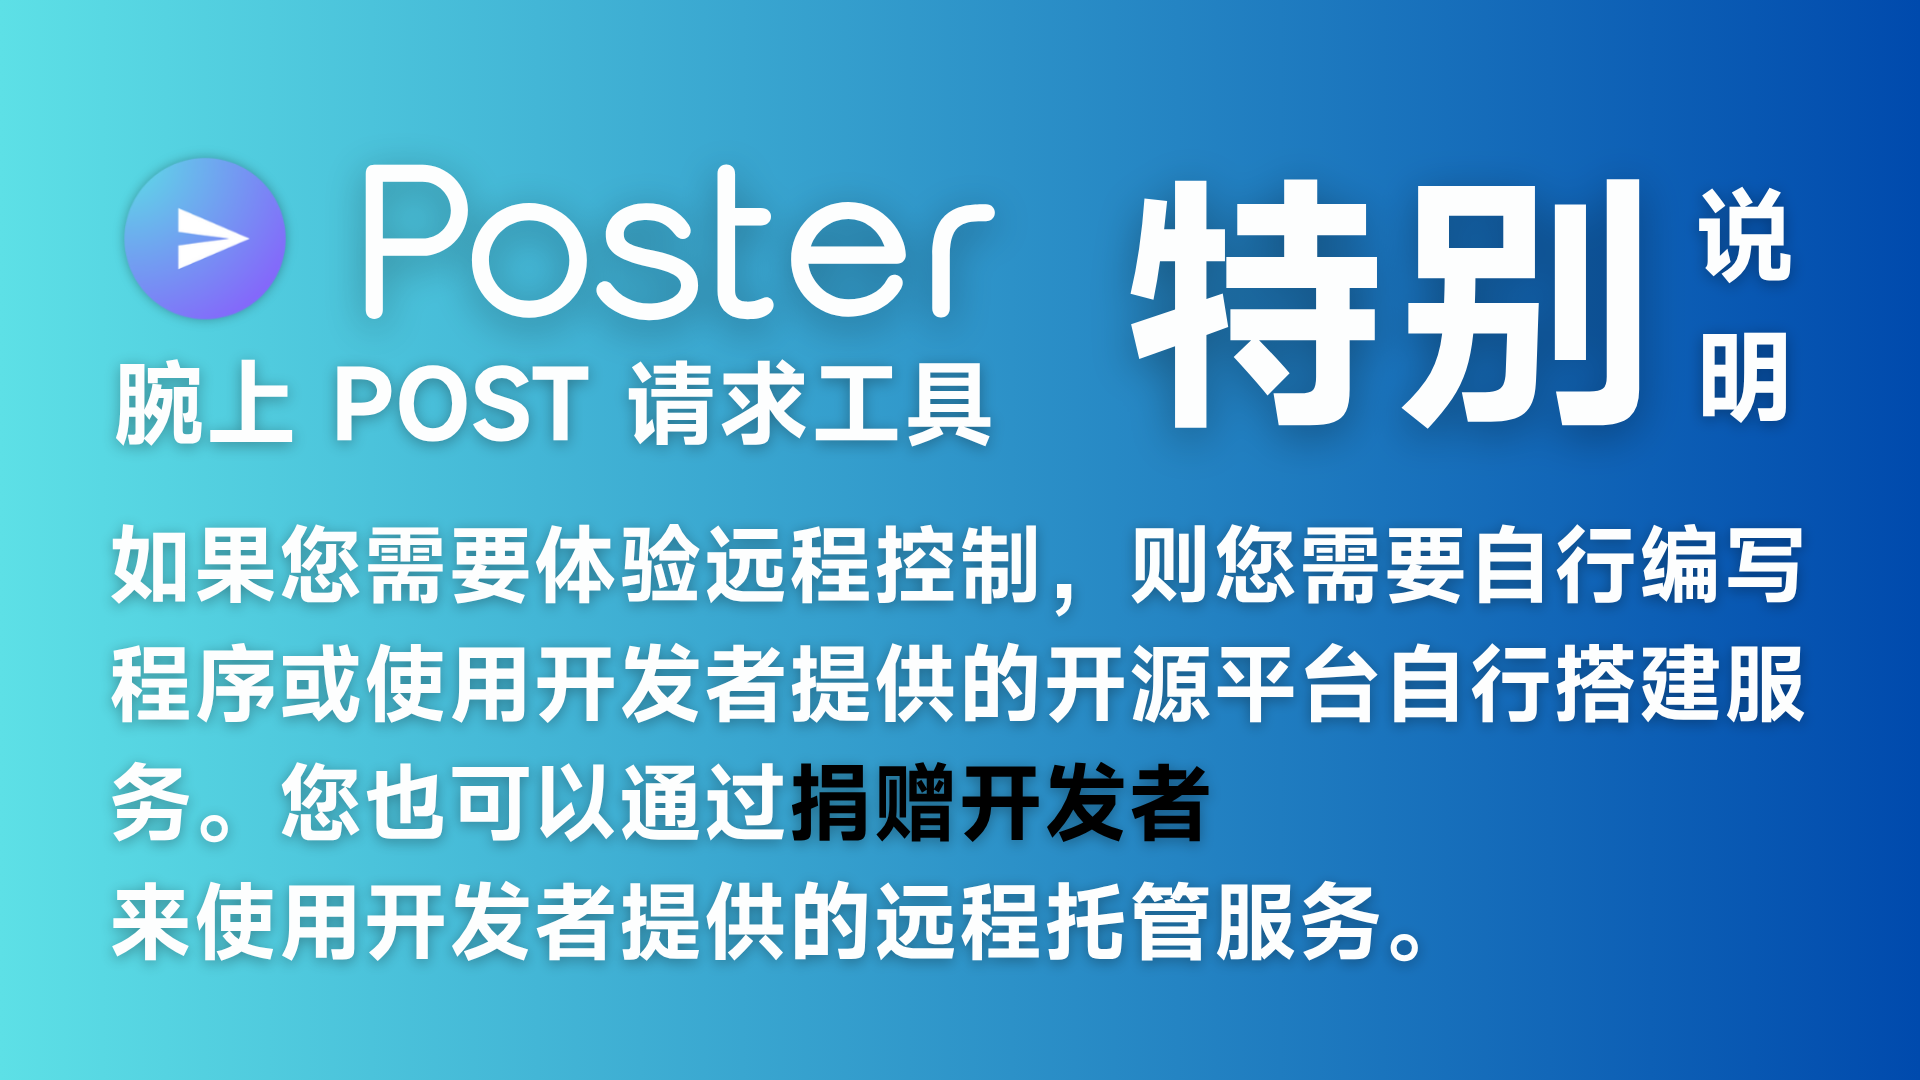 Poster
腕上 POST 请求工具
特别
说
明
如果您需要体验远程控制，则您需要自行编写
程序或使用开发者提供的开源平台自行搭建服
务。您也可以通过捐赠开发者
来使用开发者提供的远程托管服务。